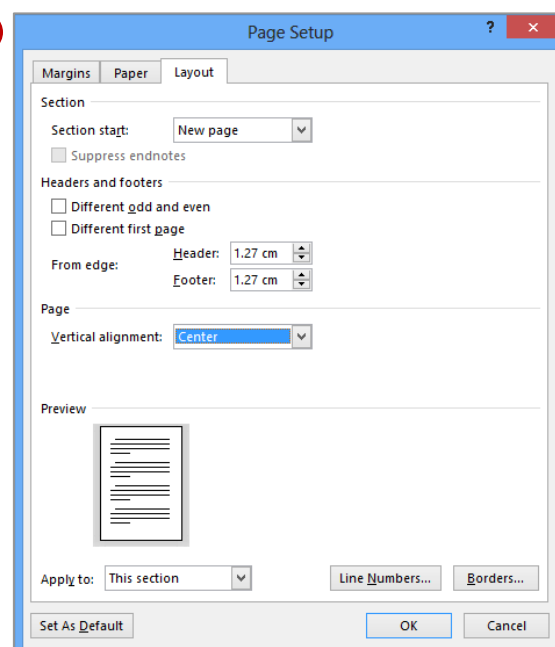 Page Setup ?
Margins Paper Layout
Section
Section start: New page
Suppress endnotes
Headers and footers
Different odd and even
Different first page
From edge:
Header: 1.27 cm
Footer: 1.27 cm
Page
Vertical alignment: Center
Preview
Apply to: This section Line Numbers... Borders...
Set As Default OK Cancel